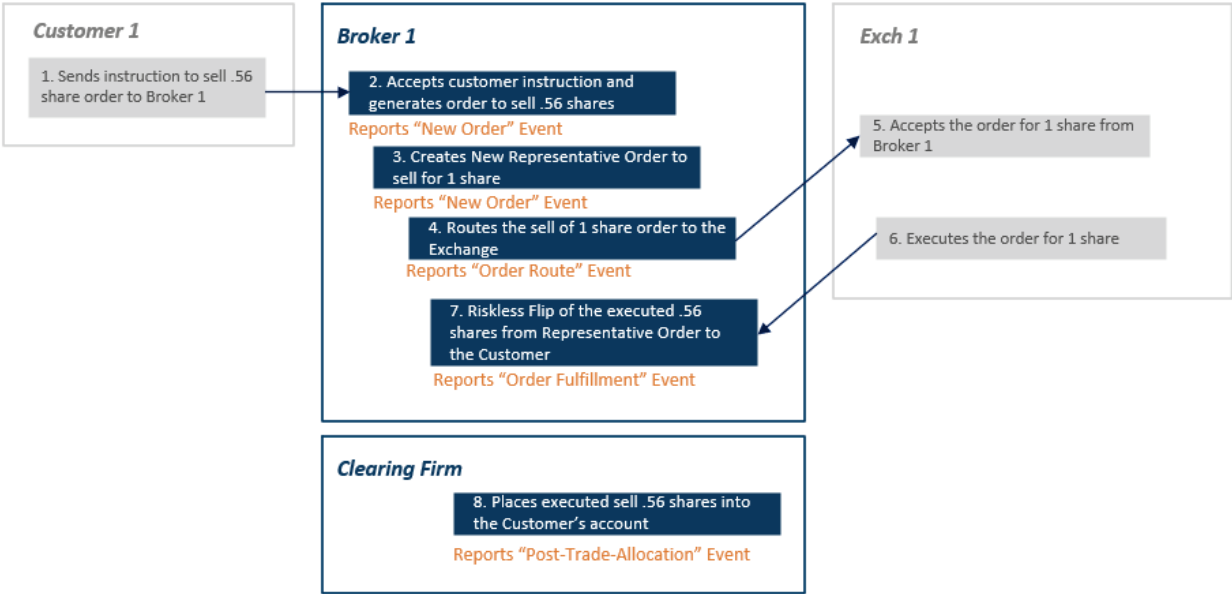 Customer 1
1. Sends instruction to sell .56
share order to Broker 1
Broker 1
2. Accepts customer instruction and
generates order to sell .56 shares
Reports “New Order” Event
3. Creates New Representative Order to
sell for 1 share
Reports “New Order” Event
4. Routes the sell of 1 share order to the
Exchange
Reports “Order Route” Event
7. Riskless Flip of the executed .56
shares from Representative Order to
the Customer
Reports “Order Fulfillment” Event
Exch 1
5. Accepts the order for 1 share from
Broker 1
6. Executes the order for 1 share
Clearing Firm
8. Places executed sell .56 shares into
the Customer’s account
Reports “Post-Trade-Allocation” Event